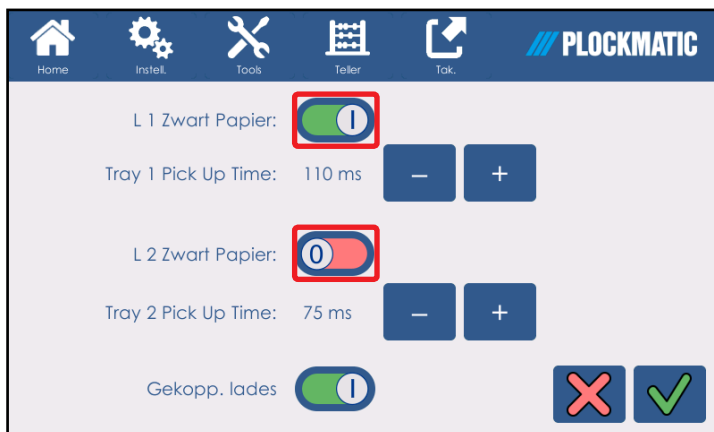 Home Instell. Tools Teller Tak. PLOCKMATIC
L 1 Zwart Papier: I
Tray 1 Pick Up Time: 110 ms – +
L 2 Zwart Papier: 0
Tray 2 Pick Up Time: 75 ms – +
Gekopp. lades I